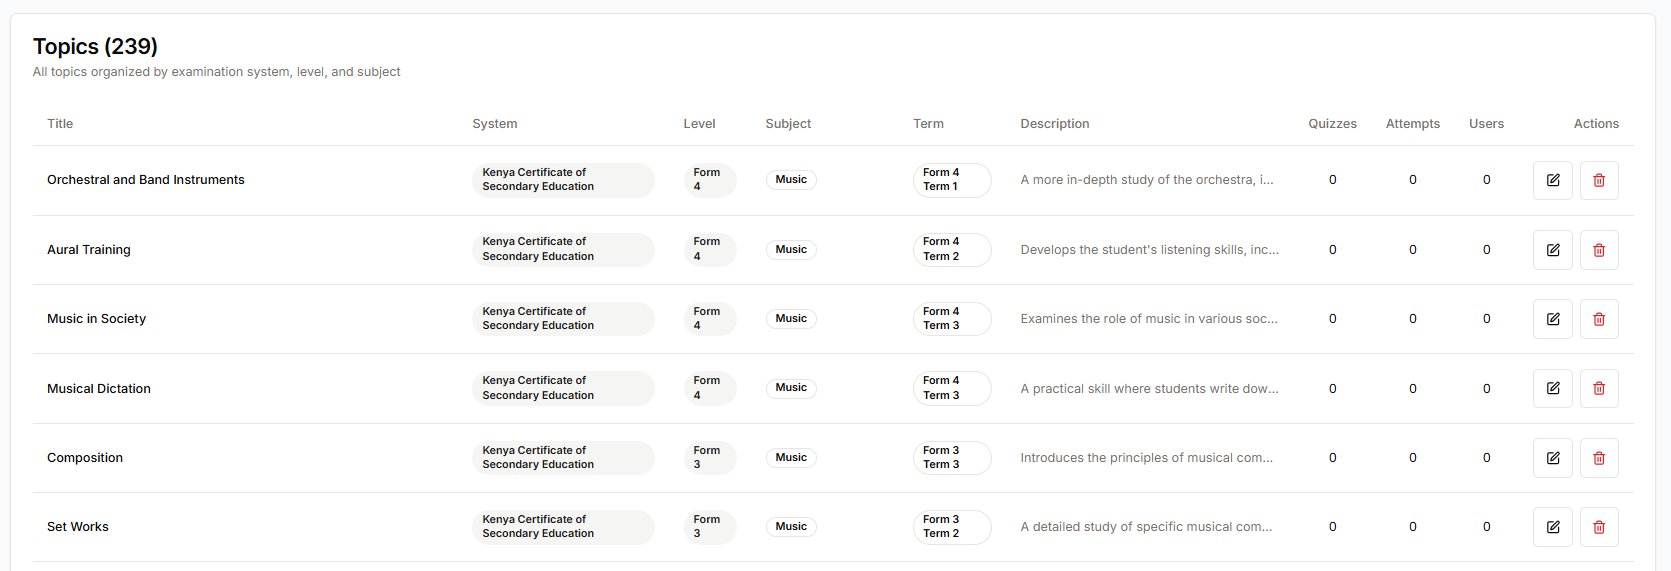 Topics (239)
All topics organized by examination system, level, and subject
Title System Level Subject Term Description Quizzes Attempts Users Actions
Orchestral and Band Instruments Kenya Certificate of Secondary Education Form 4 Music Form 4 Term 1 A more in-depth study of the orchestra, i... 0 0 0
Aural Training Kenya Certificate of Secondary Education Form 4 Music Form 4 Term 2 Develops the student's listening skills, inc... 0 0 0
Music in Society Kenya Certificate of Secondary Education Form 4 Music Form 4 Term 3 Examines the role of music in various soc... 0 0 0
Musical Dictation Kenya Certificate of Secondary Education Form 4 Music Form 4 Term 3 A practical skill where students write dow... 0 0 0
Composition Kenya Certificate of Secondary Education Form 3 Music Form 3 Term 3 Introduces the principles of musical com... 0 0 0
Set Works Kenya Certificate of Secondary Education Form 3 Music Form 3 Term 2 A detailed study of specific musical com... 0 0 0